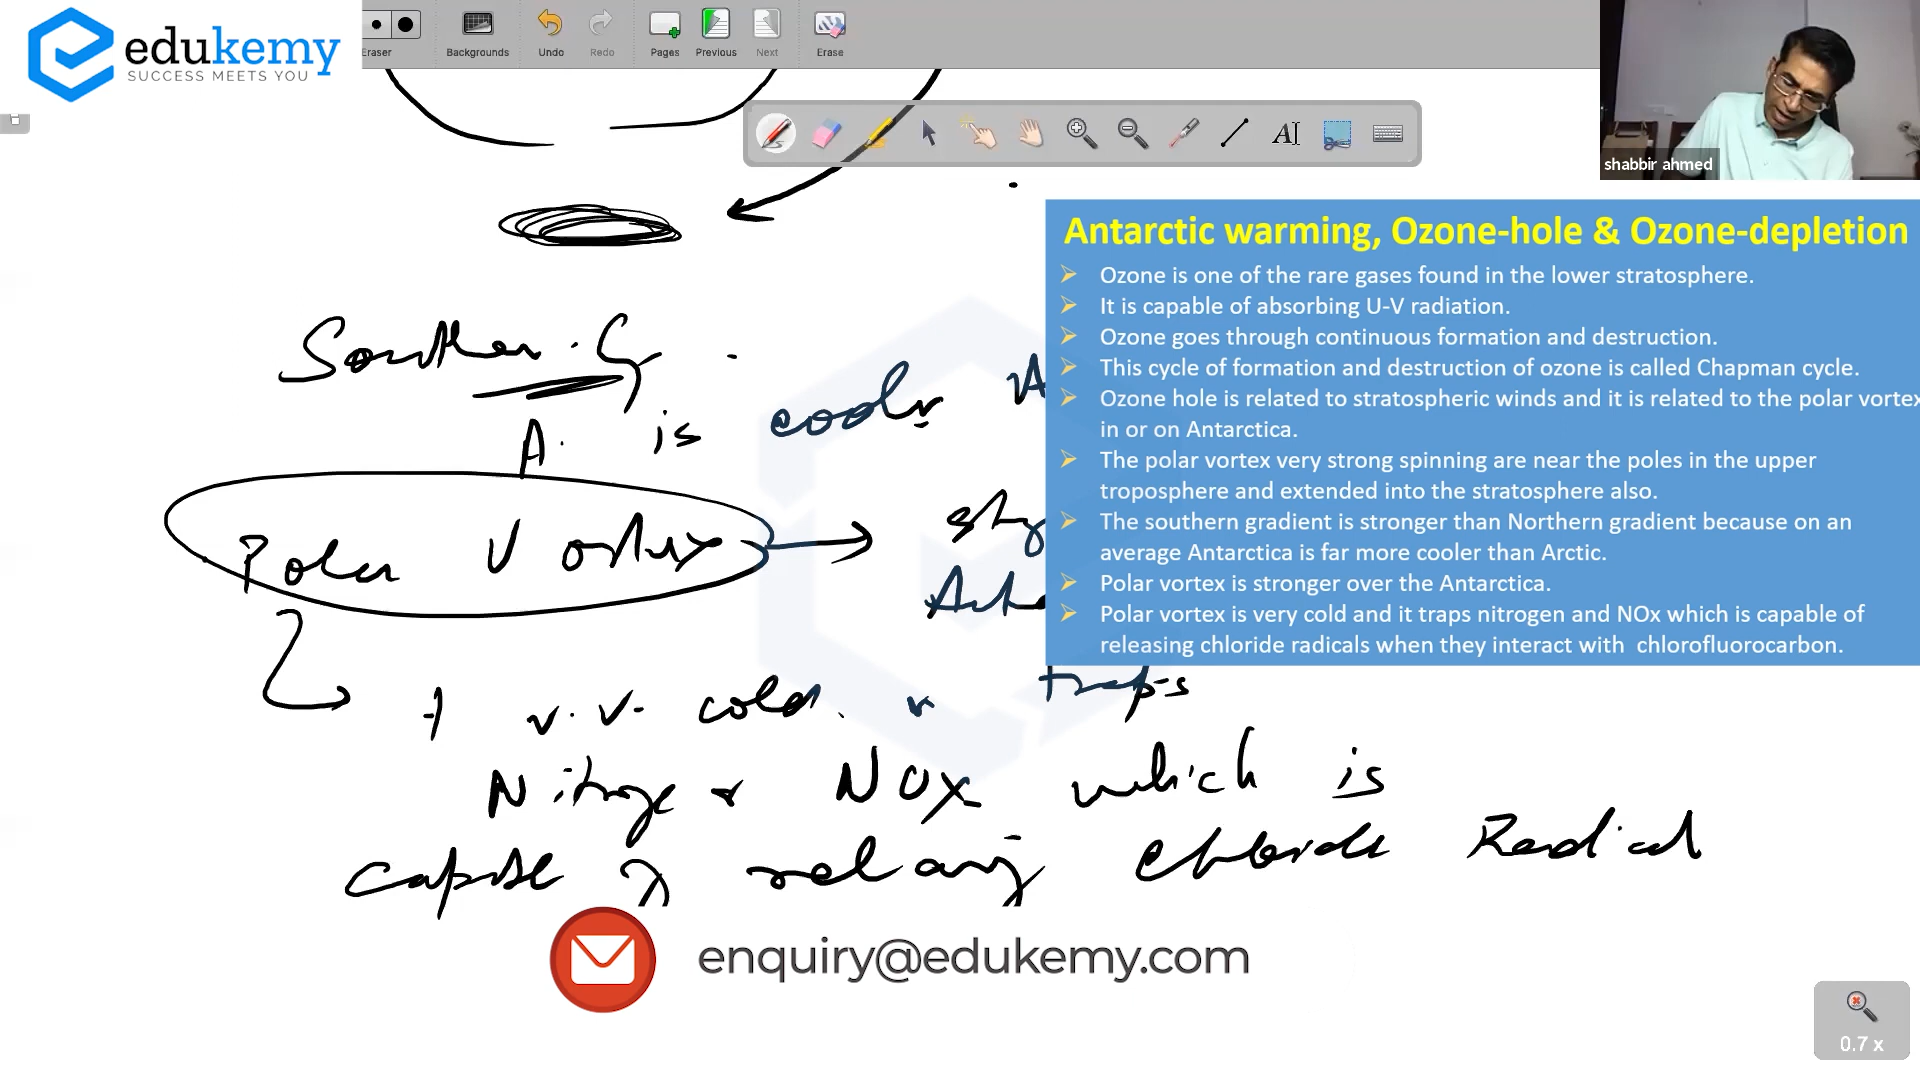 edukemy
SUCCESS MEETS YOU
Eraser
Backgrounds
Undo
Redo
Pages
Previous
Next
Erase
shabbir ahmed
Antarctic warming, Ozone-hole & Ozone-depletion
Ozone is one of the rare gases found in the lower stratosphere.
It is capable of absorbing U-V radiation.
Ozone goes through continuous formation and destruction.
This cycle of formation and destruction of ozone is called Chapman cycle.
Ozone hole is related to stratospheric winds and it is related to the polar vortex
in or on Antarctica.
The polar vortex very strong spinning are near the poles in the upper
troposphere and extended into the stratosphere also.
The southern gradient is stronger than Northern gradient because on an
average Antarctica is far more cooler than Arctic.
Polar vortex is stronger over the Antarctica.
Polar vortex is very cold and it traps nitrogen and NOx which is capable of
releasing chloride radicals when they interact with chlorofluorocarbon.
Southern . G
A. is cooler
Polar Vortex
v. v. cold.
traps
Nitroge NOx which is
chloride Radical
enquiry@edukemy.com
0.7 x